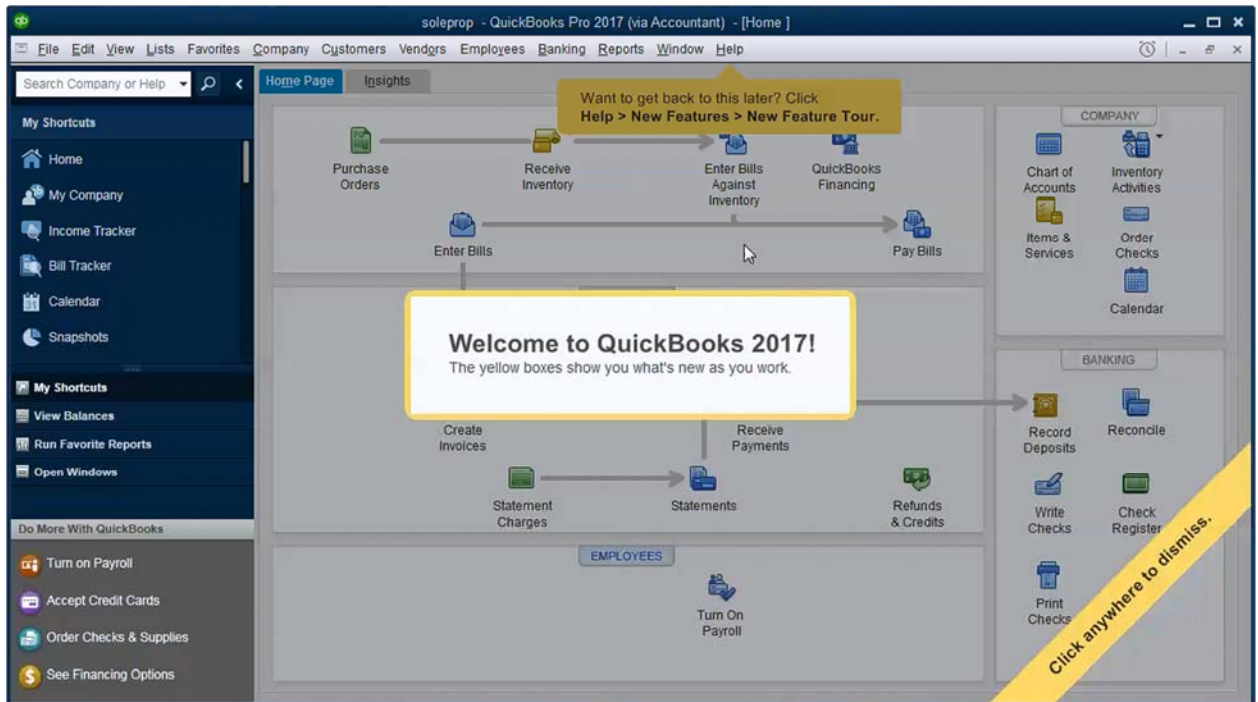 qb
soleprop - QuickBooks Pro 2017 (via Accountant) - [Home ]
File Edit View Lists Favorites Company Customers Vendors Employees Banking Reports Window Help
Search Company or Help
My Shortcuts
Home
My Company
Income Tracker
Bill Tracker
Calendar
Snapshots
My Shortcuts
View Balances
Run Favorite Reports
Open Windows
Do More With QuickBooks
Turn on Payroll
Accept Credit Cards
Order Checks & Supplies
See Financing Options
Home Page Insights
Want to get back to this later? Click
Help > New Features > New Feature Tour.
Purchase
Orders
Receive
Inventory
Enter Bills
Against
Inventory
QuickBooks
Financing
Enter Bills
Pay Bills
Welcome to QuickBooks 2017!
The yellow boxes show you what's new as you work.
Create
Invoices
Receive
Payments
Statement
Charges
Statements
Refunds
& Credits
EMPLOYEES
Turn On
Payroll
COMPANY
Chart of
Accounts
Inventory
Activities
Items &
Services
Order
Checks
Calendar
BANKING
Record
Deposits
Reconcile
Write
Checks
Check
Register
Print
Checks
Click anywhere to dismiss.